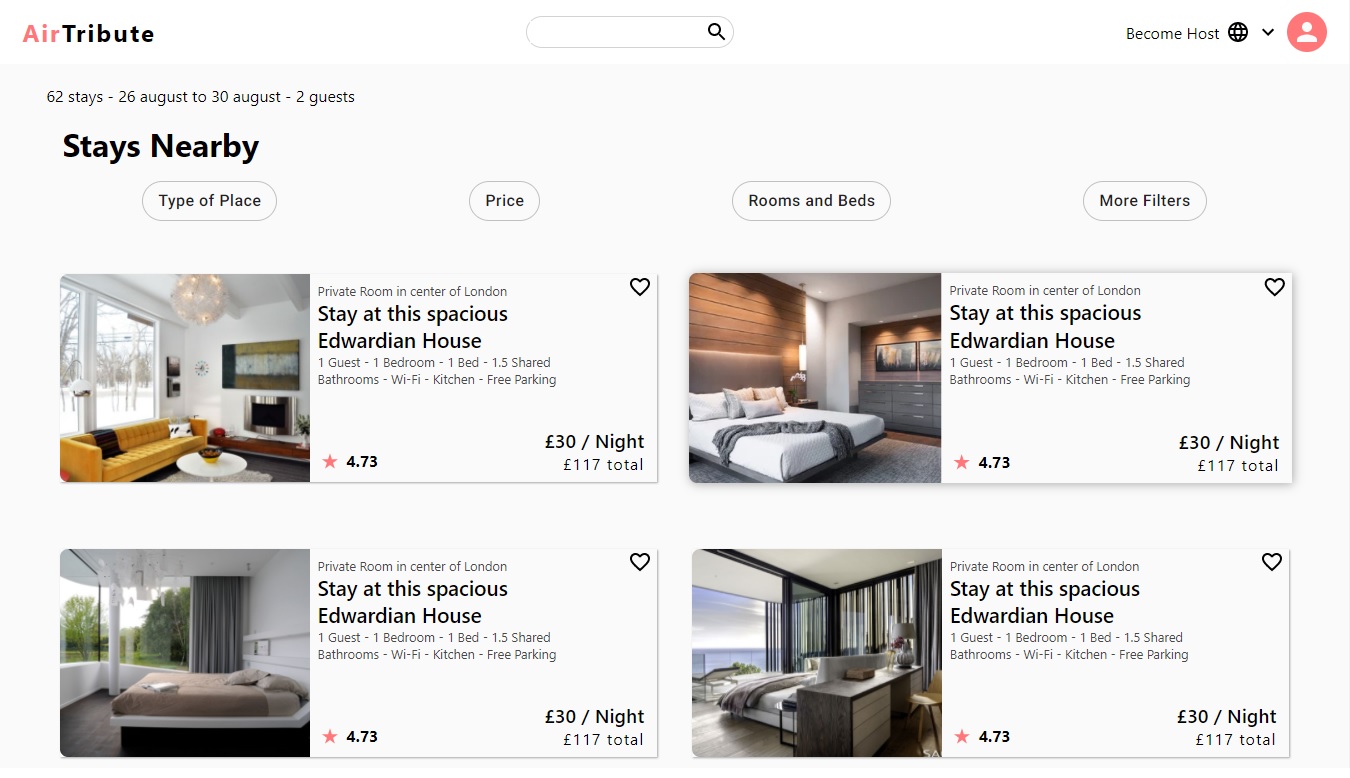 AirTribute
Become Host
62 stays - 26 august to 30 august - 2 guests
Stays Nearby
Type of Place
Price
Rooms and Beds
More Filters
Private Room in center of London
Stay at this spacious
Edwardian House
1 Guest - 1 Bedroom - 1 Bed - 1.5 Shared
Bathrooms - Wi-Fi - Kitchen - Free Parking
£30 / Night
4.73
£117 total
Private Room in center of London
Stay at this spacious
Edwardian House
1 Guest - 1 Bedroom - 1 Bed - 1.5 Shared
Bathrooms - Wi-Fi - Kitchen - Free Parking
£30 / Night
4.73
£117 total
Private Room in center of London
Stay at this spacious
Edwardian House
1 Guest - 1 Bedroom - 1 Bed - 1.5 Shared
Bathrooms - Wi-Fi - Kitchen - Free Parking
£30 / Night
4.73
£117 total
Private Room in center of London
Stay at this spacious
Edwardian House
1 Guest - 1 Bedroom - 1 Bed - 1.5 Shared
Bathrooms - Wi-Fi - Kitchen - Free Parking
£30 / Night
4.73
£117 total